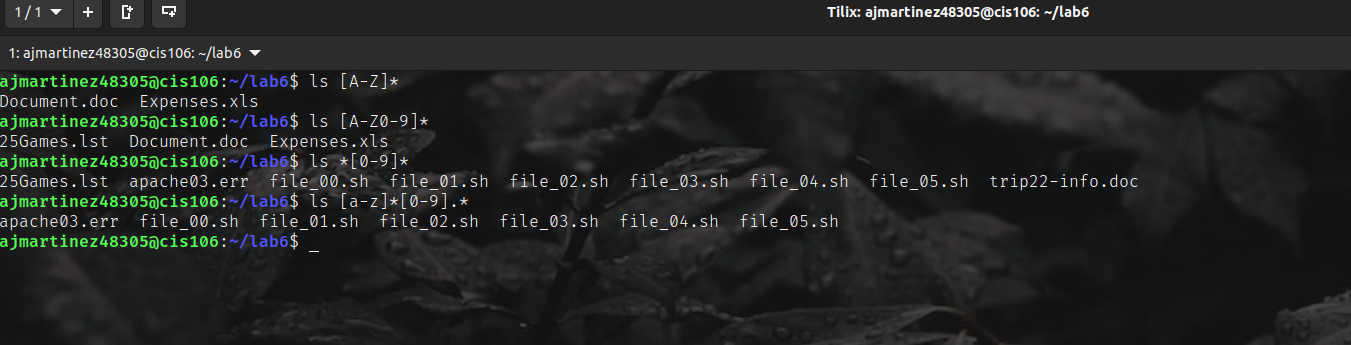 1 / 1
Tilix: ajmartinez48305@cis106: ~/lab6
1: ajmartinez48305@cis106: ~/lab6
ajmartinez48305@cis106:~/lab6$ ls [A-Z]*
Document.doc  Expenses.xls
ajmartinez48305@cis106:~/lab6$ ls [A-Z0-9]*
25Games.lst  Document.doc  Expenses.xls
ajmartinez48305@cis106:~/lab6$ ls *[0-9]*
25Games.lst  apache03.err  file_00.sh  file_01.sh  file_02.sh  file_03.sh  file_04.sh  file_05.sh  trip22-info.doc
ajmartinez48305@cis106:~/lab6$ ls [a-z]*[0-9].*
apache03.err  file_00.sh  file_01.sh  file_02.sh  file_03.sh  file_04.sh  file_05.sh
ajmartinez48305@cis106:~/lab6$ _